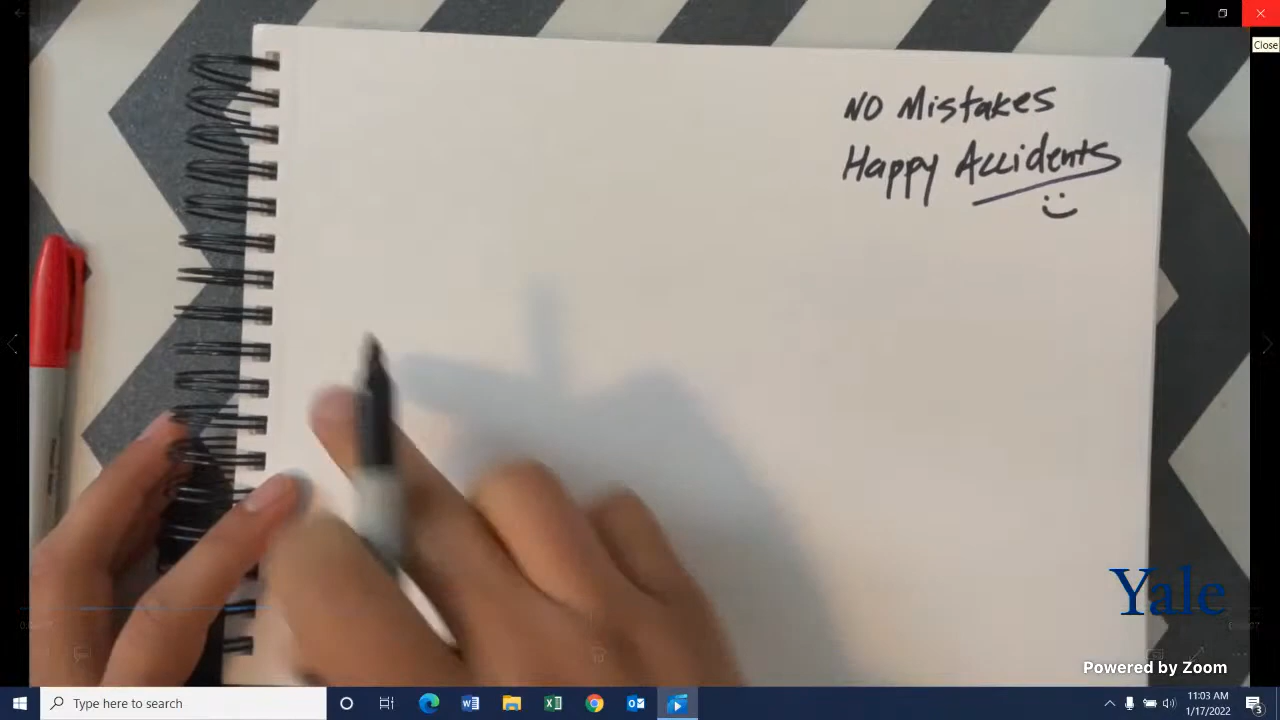 Close
NO Mistakes
Happy Accidents
Yale
Powered by Zoom
Type here to search
11:03 AM
1/17/2022
3